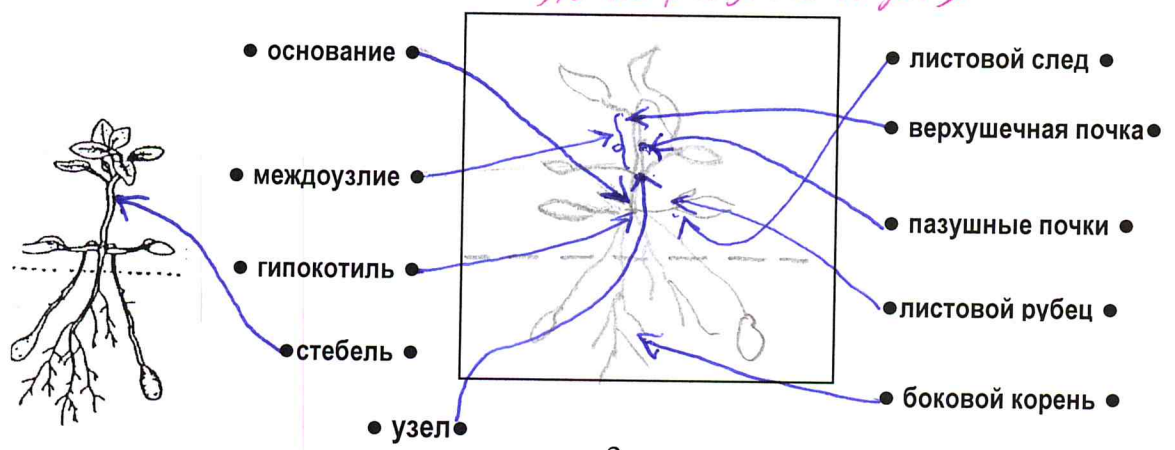 ● основание ●
● листовой след ●
● верхушечная почка●
● междоузлие ●
● пазушные почки ●
● гипокотиль ●
●листовой рубец ●
●стебель ●
● боковой корень ●
● узел●